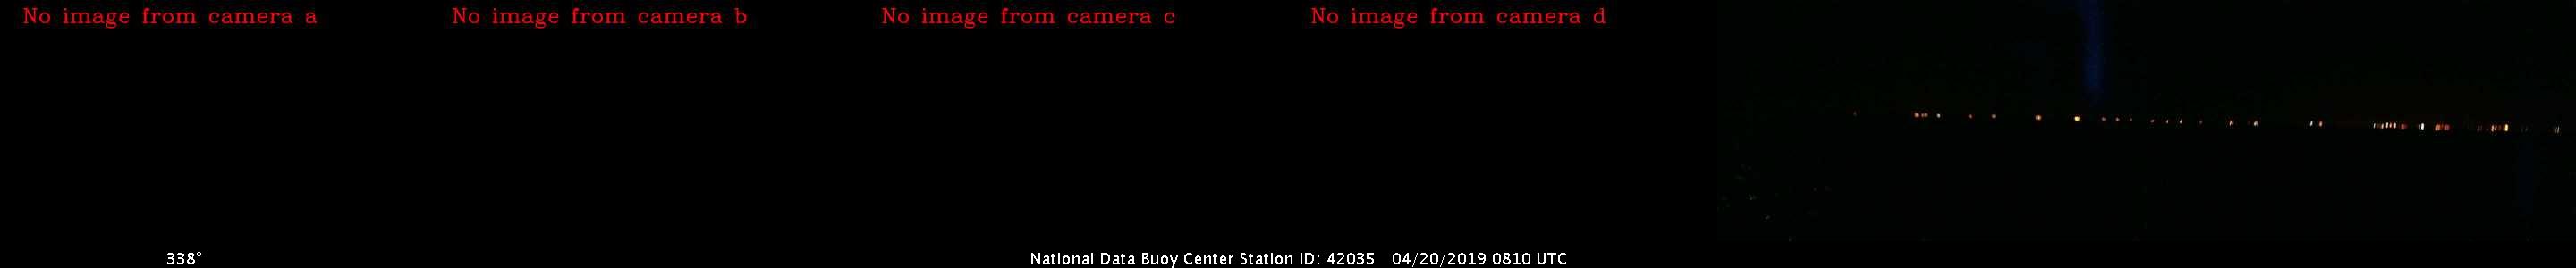 No image from camera a
No image from camera b
No image from camera c
No image from camera d
338°
National Data Buoy Center Station ID: 42035 04/20/2019 0810 UTC